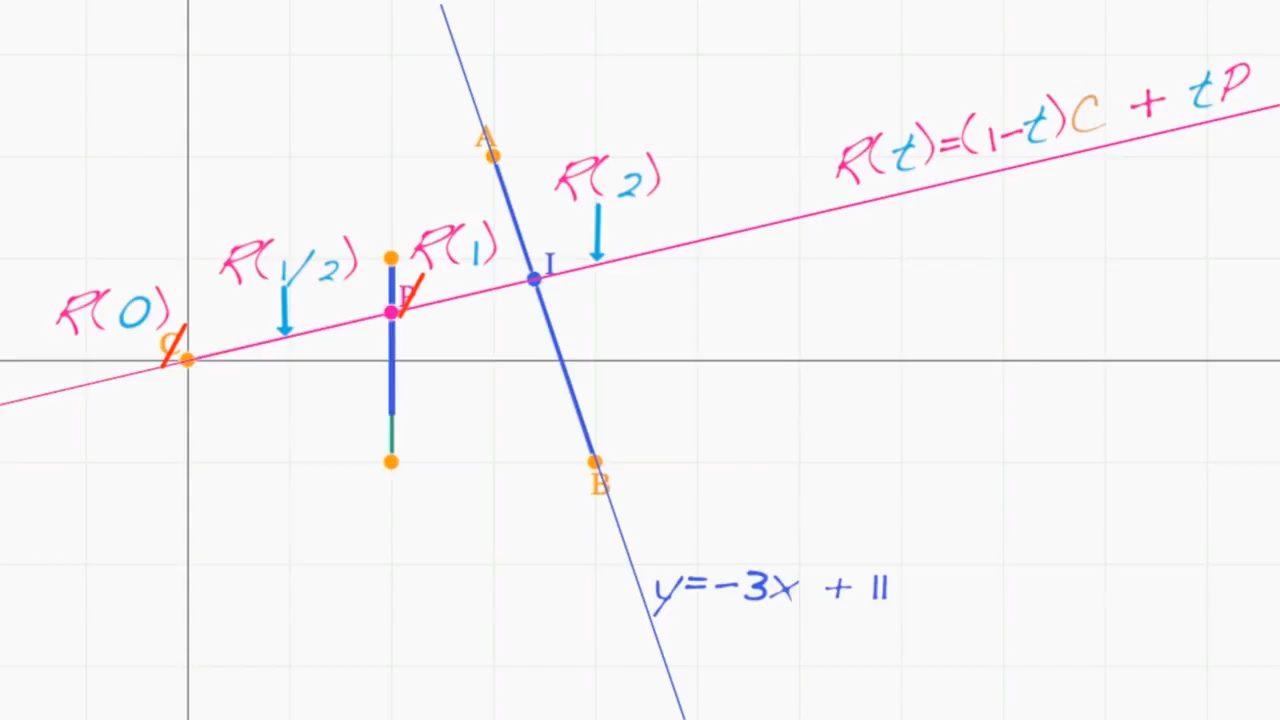 R(t)=(1-t)C + tP
A
R(2)
R(1)
I
R(1/2)
P
R(0)
C
B
y=-3x + 11